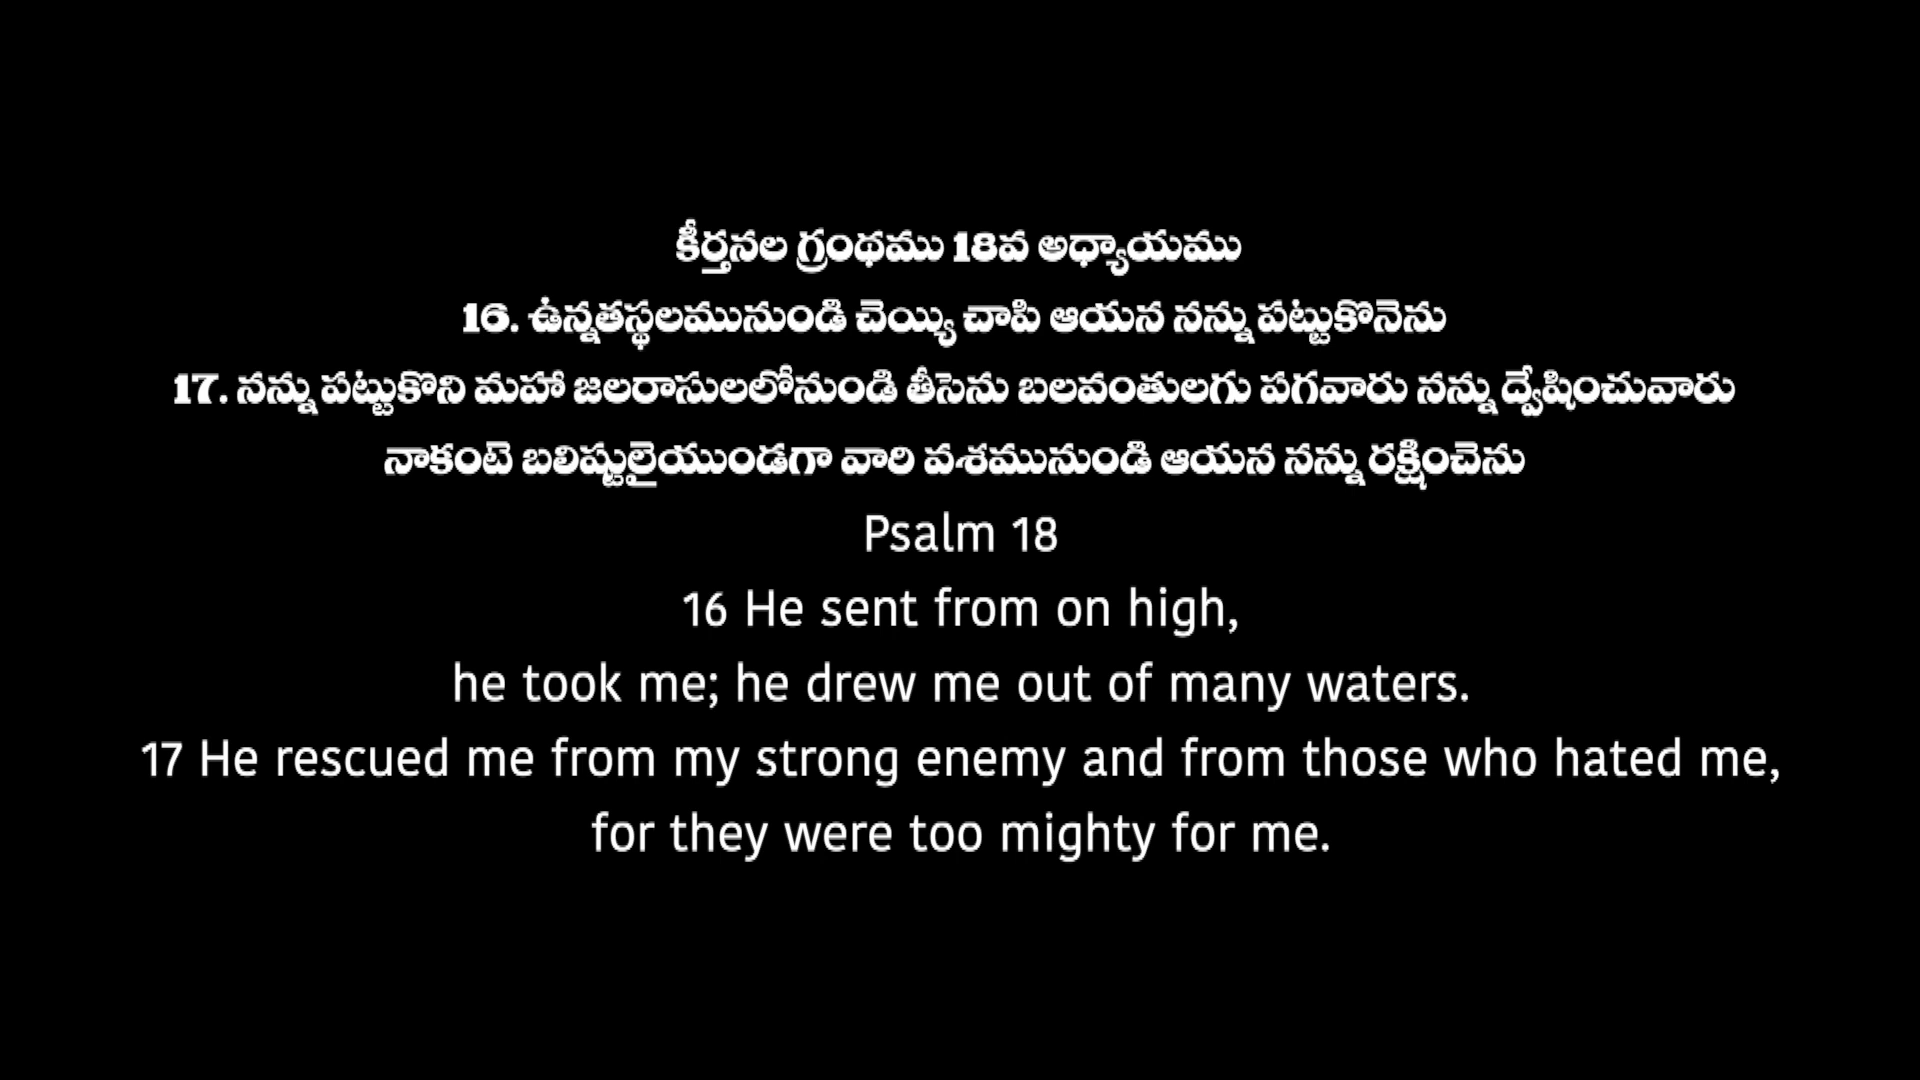 కీర్తనల గ్రంథము 18వ అధ్యాయము
16. ఉన్నతస్థలమునుండి చెయ్యి చాపి ఆయన నన్ను పట్టుకొనెను
17. నన్ను పట్టుకొని మహా జలరాసులలోనుండి తీసెను బలవంతులగు పగవారు నన్ను ద్వేషించువారు
నాకంటె బలిష్టులైయుండగా వారి వశమునుండి ఆయన నన్ను రక్షించెను
Psalm 18
16 He sent from on high,
he took me; he drew me out of many waters.
17 He rescued me from my strong enemy and from those who hated me,
for they were too mighty for me.